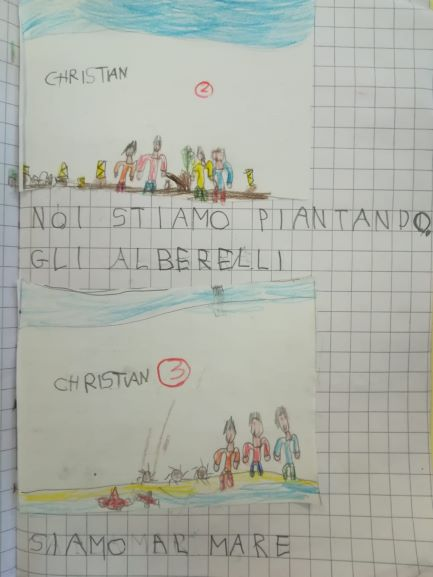 CHRISTIAN
2
NOI STIAMO PIANTANDO
GLI ALBERELLI
CHRISTIAN 3
SIAMO AL MARE